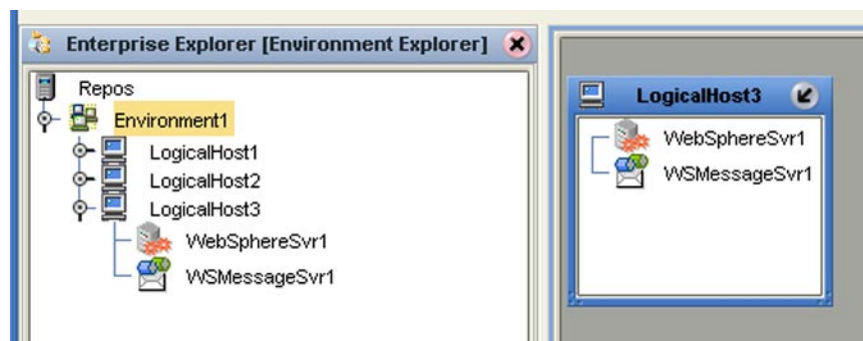 Enterprise Explorer [Environment Explorer]
Repos
Environment1
LogicalHost1
LogicalHost2
LogicalHost3
WebSphereSvr1
WSMessageSvr1
LogicalHost3
WebSphereSvr1
WSMessageSvr1